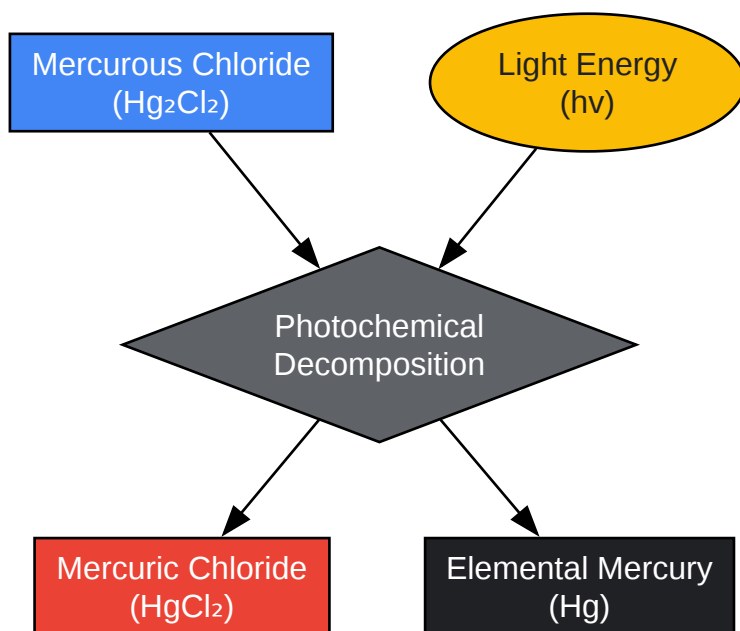 Mercurous Chloride
(Hg₂Cl₂)
Light Energy
(hv)
Photochemical
Decomposition
Mercuric Chloride
(HgCl₂)
Elemental Mercury
(Hg)